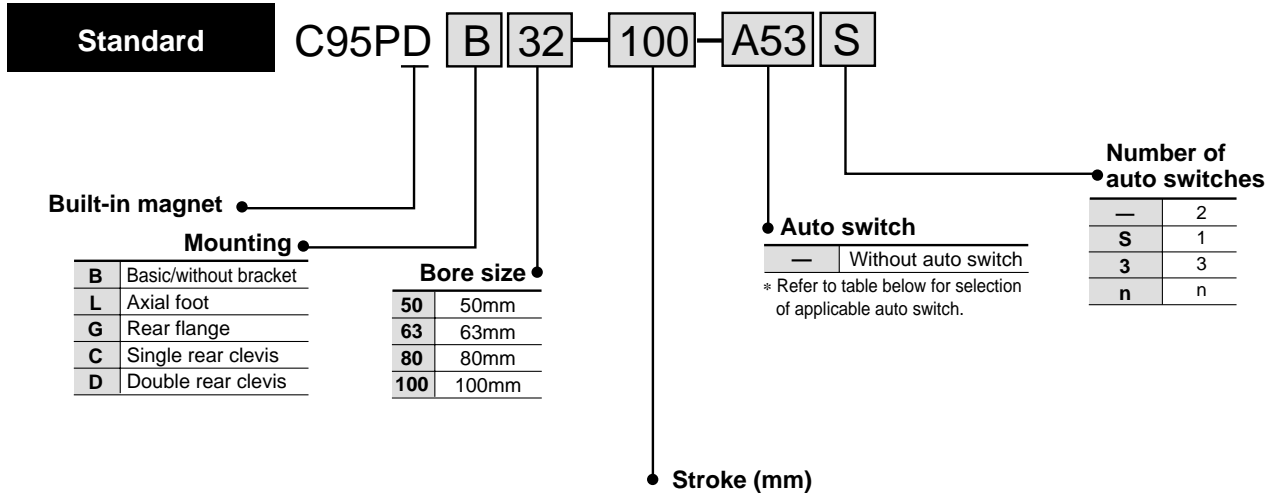 Standard
C95PD B 32 - 100 - A53 S
Number of
auto switches
— 2
S 1
3 3
n n
Built-in magnet
Mounting
B Basic/without bracket
L Axial foot
G Rear flange
C Single rear clevis
D Double rear clevis
Bore size
50 50mm
63 63mm
80 80mm
100 100mm
Auto switch
— Without auto switch
∗ Refer to table below for selection
of applicable auto switch.
Stroke (mm)